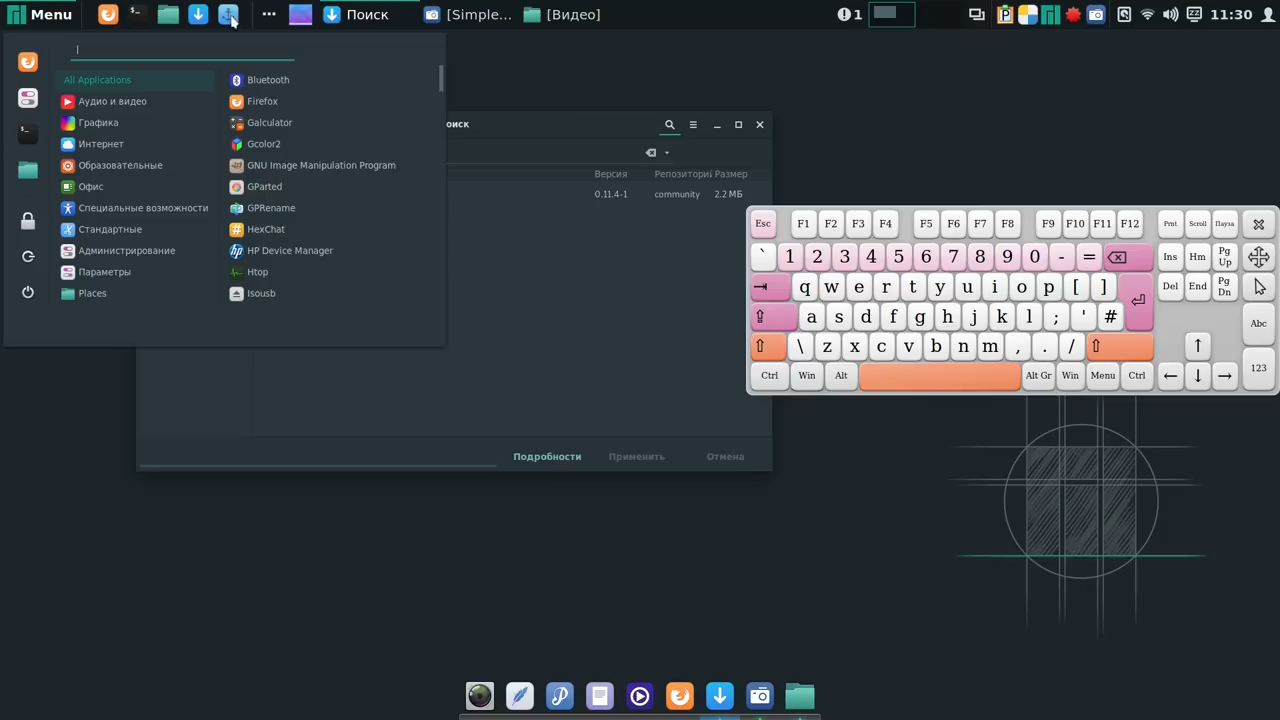 Menu
Поиск
[Simple...
[Видео]
1
11:30
All Applications
Аудио и видео
Графика
Интернет
Образовательные
Офис
Специальные возможности
Стандартные
Администрирование
Параметры
Places
Bluetooth
Firefox
Galculator
Gcolor2
GNU Image Manipulation Program
GParted
GPRename
HexChat
HP Device Manager
Htop
Isousb
оиск
Версия Репозитори Размер
0.11.4-1 community 2.2 МБ
Подробности Применить Отмена
Esc F1 F2 F3 F4 F5 F6 F7 F8 F9 F10 F11 F12 Prnt Scroll Пауза
` 1 2 3 4 5 6 7 8 9 0 - = Ins Hm Pg Up
q w e r t y u i o p [ ] Del End Pg Dn
a s d f g h j k l ; ' # Abc
\ z x c v b n m , . /
Ctrl Win Alt Alt Gr Win Menu Ctrl 123